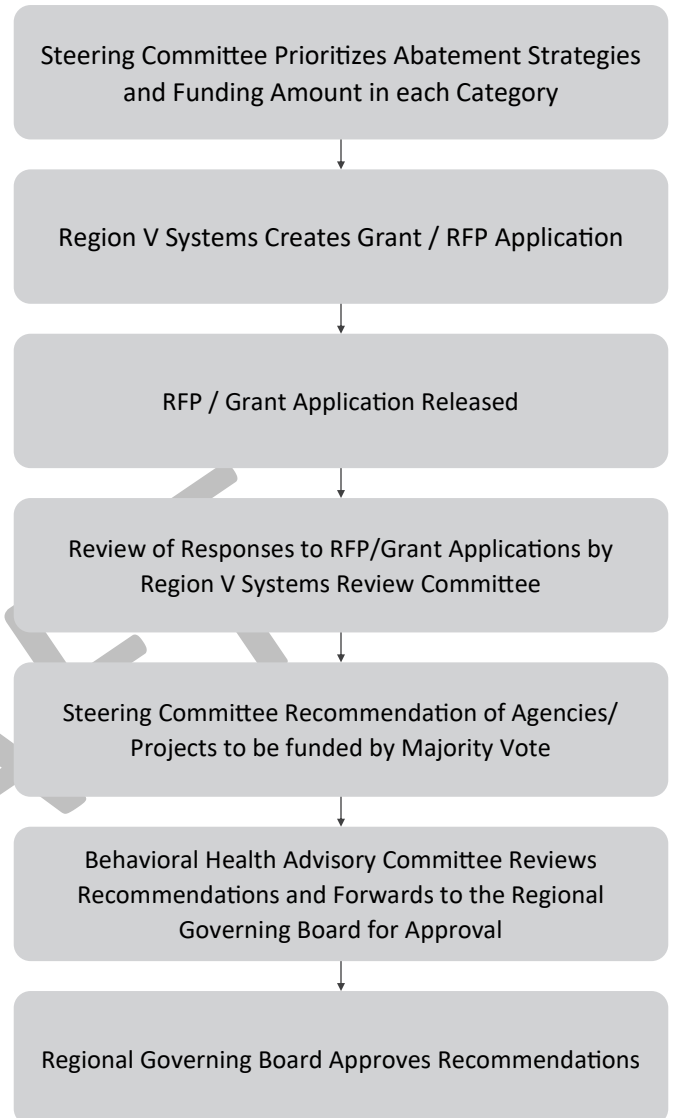 Steering Committee Prioritizes Abatement Strategies
and Funding Amount in each Category
Region V Systems Creates Grant / RFP Application
RFP / Grant Application Released
Review of Responses to RFP/Grant Applications by
Region V Systems Review Committee
Steering Committee Recommendation of Agencies/
Projects to be funded by Majority Vote
Behavioral Health Advisory Committee Reviews
Recommendations and Forwards to the Regional
Governing Board for Approval
Regional Governing Board Approves Recommendations